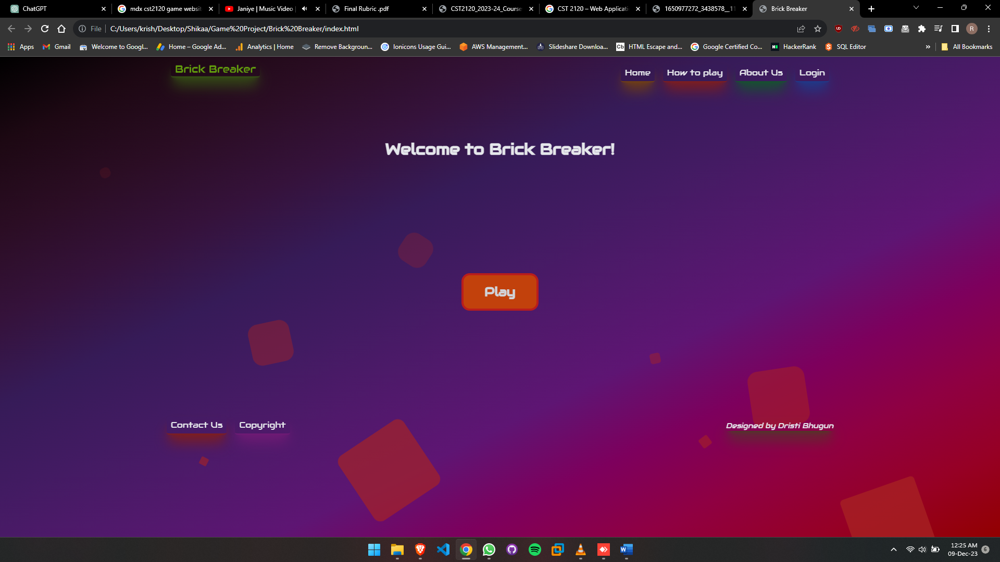 ChatGPT
mdx cst2120 game websit
Janiye | Music Video |
Final Rubric .pdf
CST2120_2023-24_Course
CST 2120 – Web Applicati
1650977272_3438578__11
Brick Breaker
File
C:/Users/krish/Desktop/Shikaa/Game%20Project/Brick%20Breaker/index.html
R
Apps
Gmail
Welcome to Googl...
Home – Google Ad...
Analytics | Home
Remove Backgroun...
Ionicons Usage Gui...
AWS Management...
Slideshare Downloa...
Cb
HTML Escape and...
Google Certified Co...
HackerRank
SQL Editor
»
All Bookmarks
Brick Breaker
Home
How to play
About Us
Login
Welcome to Brick Breaker!
Play
Contact Us
Copyright
Designed by Dristi Bhugun
12:25 AM
09-Dec-23
6